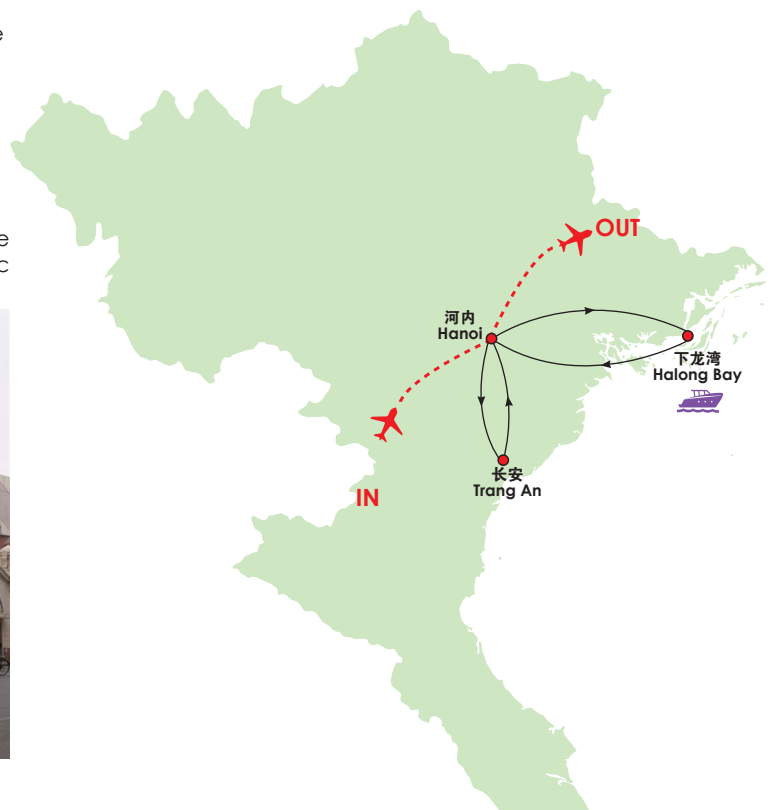 e
e
c
OUT
河内
Hanoi
下龙湾
Halong Bay
长安
Trang An
IN